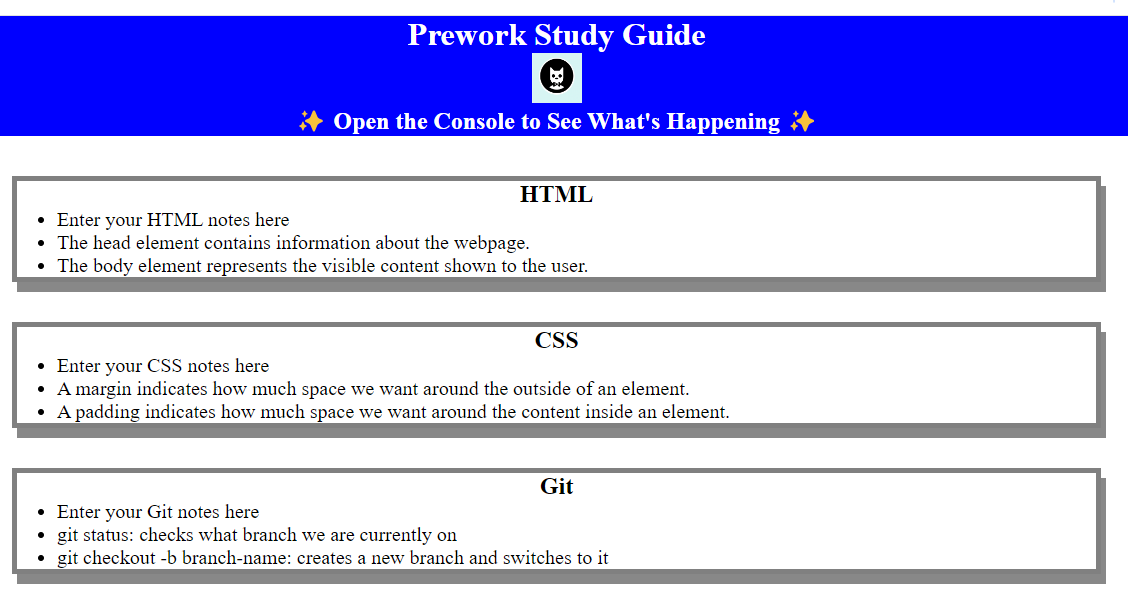 Prework Study Guide
✨ Open the Console to See What's Happening ✨
HTML
• Enter your HTML notes here
• The head element contains information about the webpage.
• The body element represents the visible content shown to the user.
CSS
• Enter your CSS notes here
• A margin indicates how much space we want around the outside of an element.
• A padding indicates how much space we want around the content inside an element.
Git
• Enter your Git notes here
• git status: checks what branch we are currently on
• git checkout -b branch-name: creates a new branch and switches to it